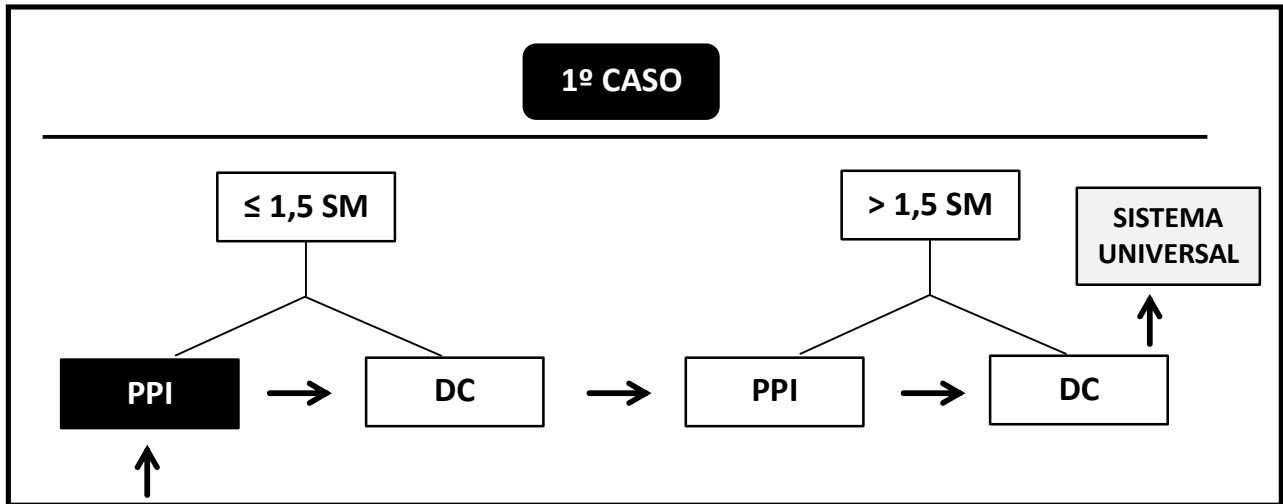 1º CASO
≤ 1,5 SM
> 1,5 SM
SISTEMA
UNIVERSAL
PPI
DC
PPI
DC